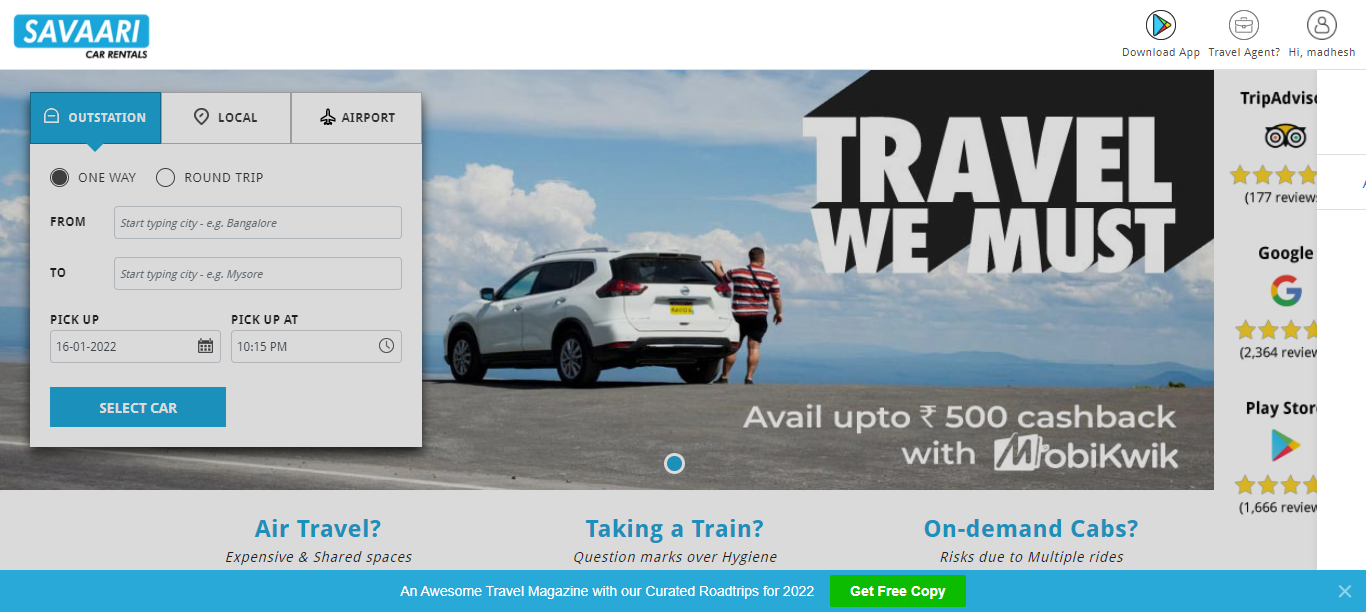 SAVAARI
CAR RENTALS
Download App
Travel Agent?
Hi, madhesh
OUTSTATION
LOCAL
AIRPORT
ONE WAY
ROUND TRIP
FROM
Start typing city - e.g. Bangalore
TO
Start typing city - e.g. Mysore
PICK UP
PICK UP AT
16-01-2022
10:15 PM
SELECT CAR
TRAVEL
WE MUST
Avail upto ₹ 500 cashback
with MobiKwik
TripAdviso
(177 reviews
Google
(2,364 review
Play Stor
(1,666 review
Air Travel?
Expensive & Shared spaces
Taking a Train?
Question marks over Hygiene
On-demand Cabs?
Risks due to Multiple rides
An Awesome Travel Magazine with our Curated Roadtrips for 2022
Get Free Copy